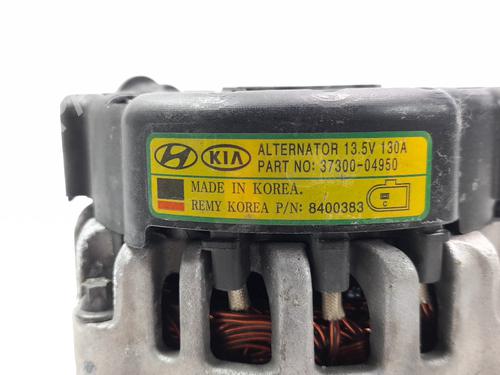 KIA ALTERNATOR 13.5V 130A
PART NO: 37300-04950
MADE IN KOREA.
REMY KOREA P/N: 8400383
C